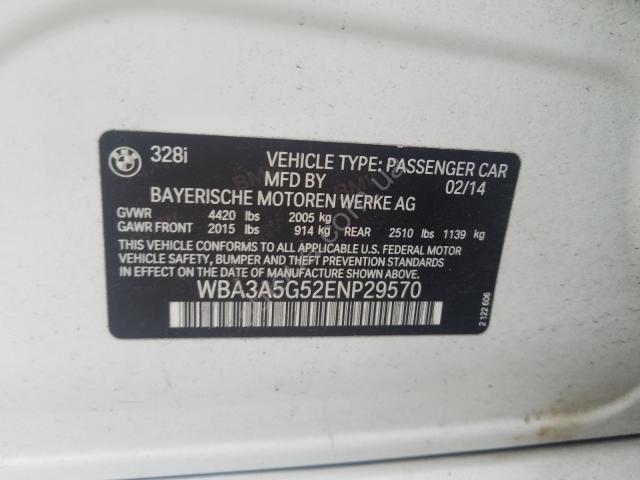 328i VEHICLE TYPE: PASSENGER CAR
MFD BY 02/14
BAYERISCHE MOTOREN WERKE AG
GVWR 4420 lbs 2005 kg
GAWR FRONT 2015 lbs 914 kg REAR 2510 lbs 1139 kg
THIS VEHICLE CONFORMS TO ALL APPLICABLE U.S. FEDERAL MOTOR
VEHICLE SAFETY, BUMPER AND THEFT PREVENTION STANDARDS
IN EFFECT ON THE DATE OF MANUFACTURE SHOWN ABOVE.
WBA3A5G52ENP29570
2 122 606